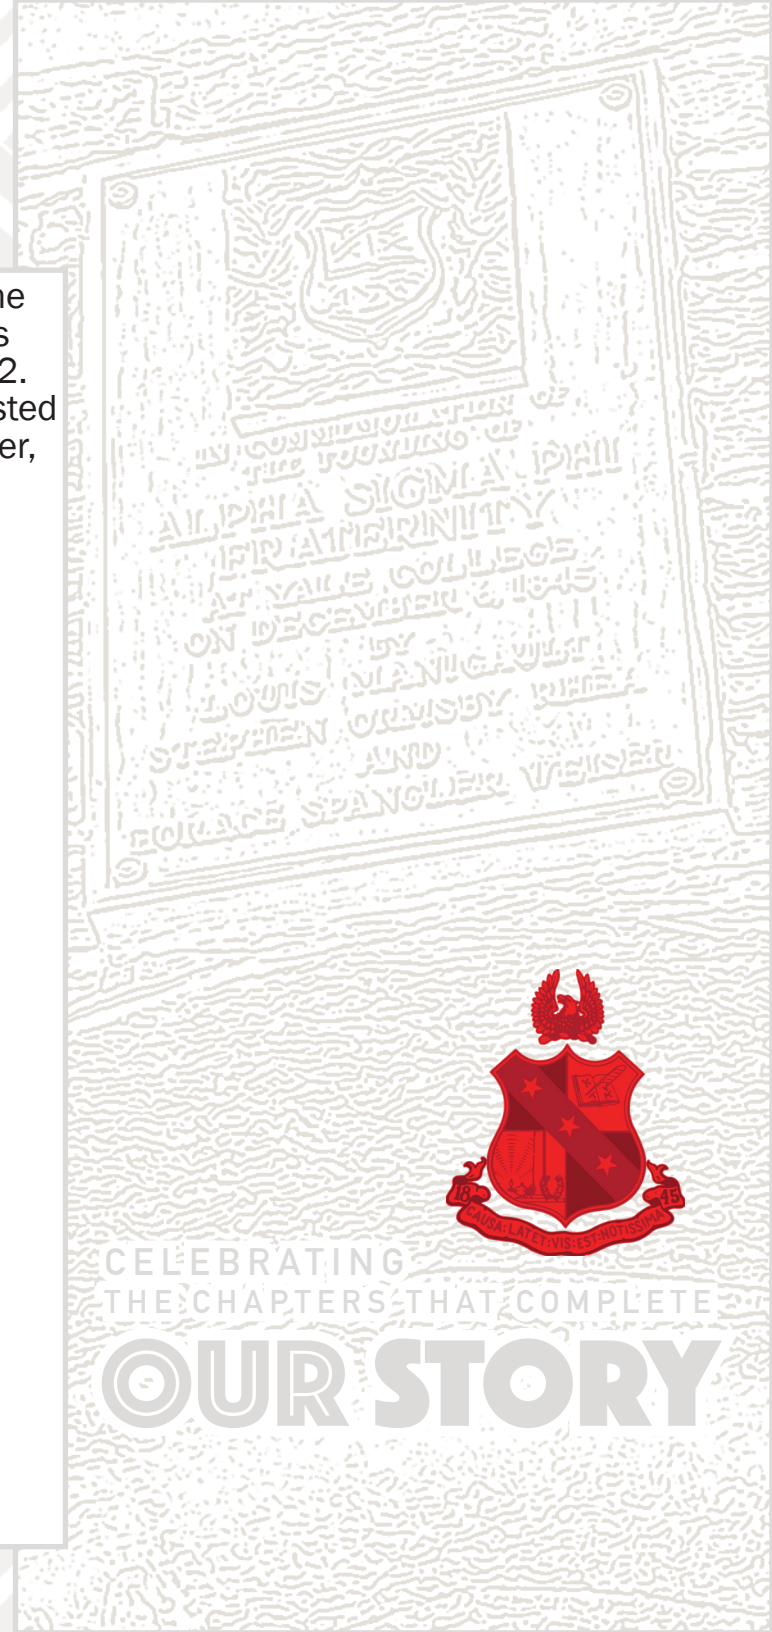 ne
s
2.
sted
er,
IN COMMEMORATION OF
THE FOUNDING OF
ALPHA SIGMA PHI
FRATERNITY
AT YALE COLLEGE
ON DECEMBER 6, 1845
BY
LOUIS MANIGAULT
STEPHEN ORMSBY RHEE
AND
HORACE SPANGLER WEISER
18 45
CAUSA:LATET:VIS:EST:NOTISSIMA
CELEBRATING
THE CHAPTERS THAT COMPLETE
OUR STORY